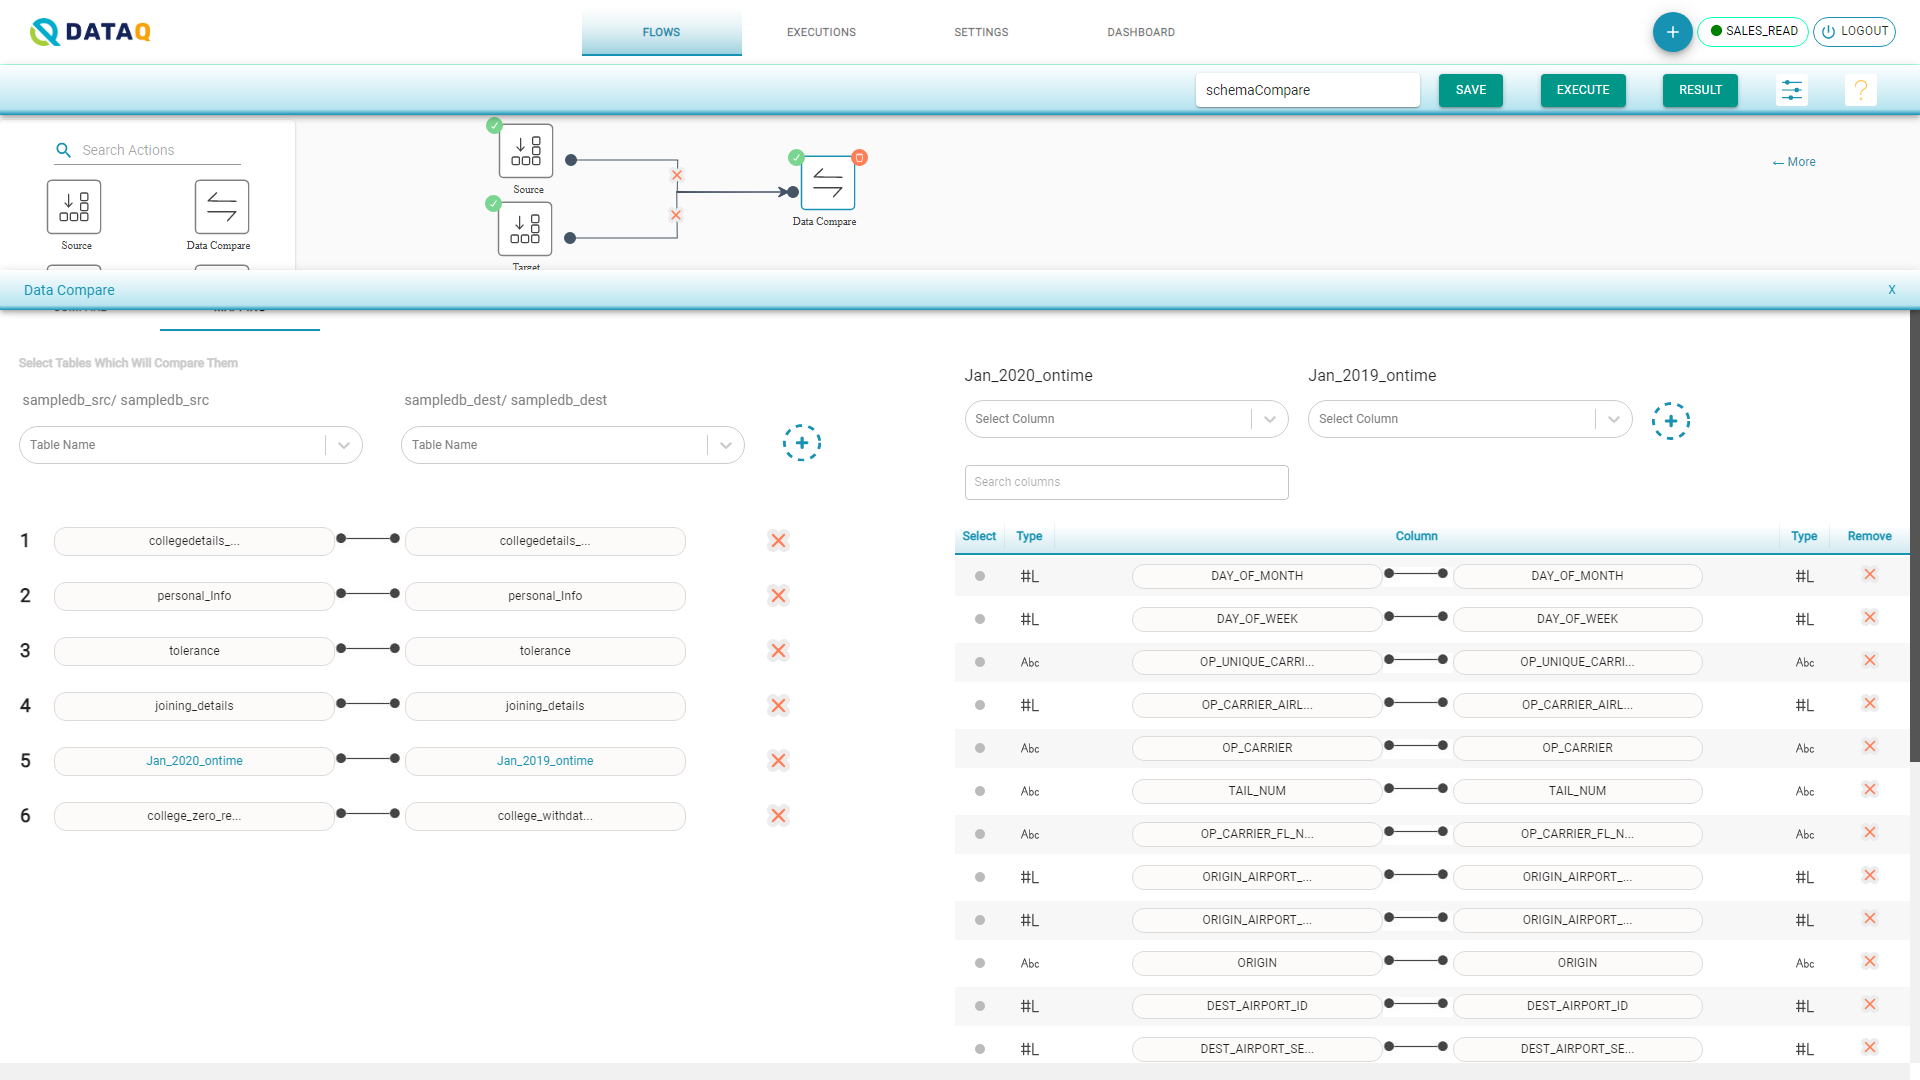 DATAQ
FLOWS
EXECUTIONS
SETTINGS
DASHBOARD
+
SALES_READ
LOGOUT
schemaCompare
SAVE
EXECUTE
RESULT
?
Search Actions
Source
Data Compare
Source
Target
Data Compare
← More
Data Compare
X
Select Tables Which Will Compare Them
sampledb_src/ sampledb_src
sampledb_dest/ sampledb_dest
Table Name
Table Name
1 collegedetails_... collegedetails_...
2 personal_Info personal_Info
3 tolerance tolerance
4 joining_details joining_details
5 Jan_2020_ontime Jan_2019_ontime
6 college_zero_re... college_withdat...
Jan_2020_ontime
Jan_2019_ontime
Select Column
Select Column
Search columns
Select Type Column Type Remove
#L DAY_OF_MONTH DAY_OF_MONTH #L
#L DAY_OF_WEEK DAY_OF_WEEK #L
Abc OP_UNIQUE_CARRI... OP_UNIQUE_CARRI... Abc
#L OP_CARRIER_AIRL... OP_CARRIER_AIRL... #L
Abc OP_CARRIER OP_CARRIER Abc
Abc TAIL_NUM TAIL_NUM Abc
Abc OP_CARRIER_FL_N... OP_CARRIER_FL_N... Abc
#L ORIGIN_AIRPORT_... ORIGIN_AIRPORT_... #L
#L ORIGIN_AIRPORT_... ORIGIN_AIRPORT_... #L
Abc ORIGIN ORIGIN Abc
#L DEST_AIRPORT_ID DEST_AIRPORT_ID #L
#L DEST_AIRPORT_SE... DEST_AIRPORT_SE... #L